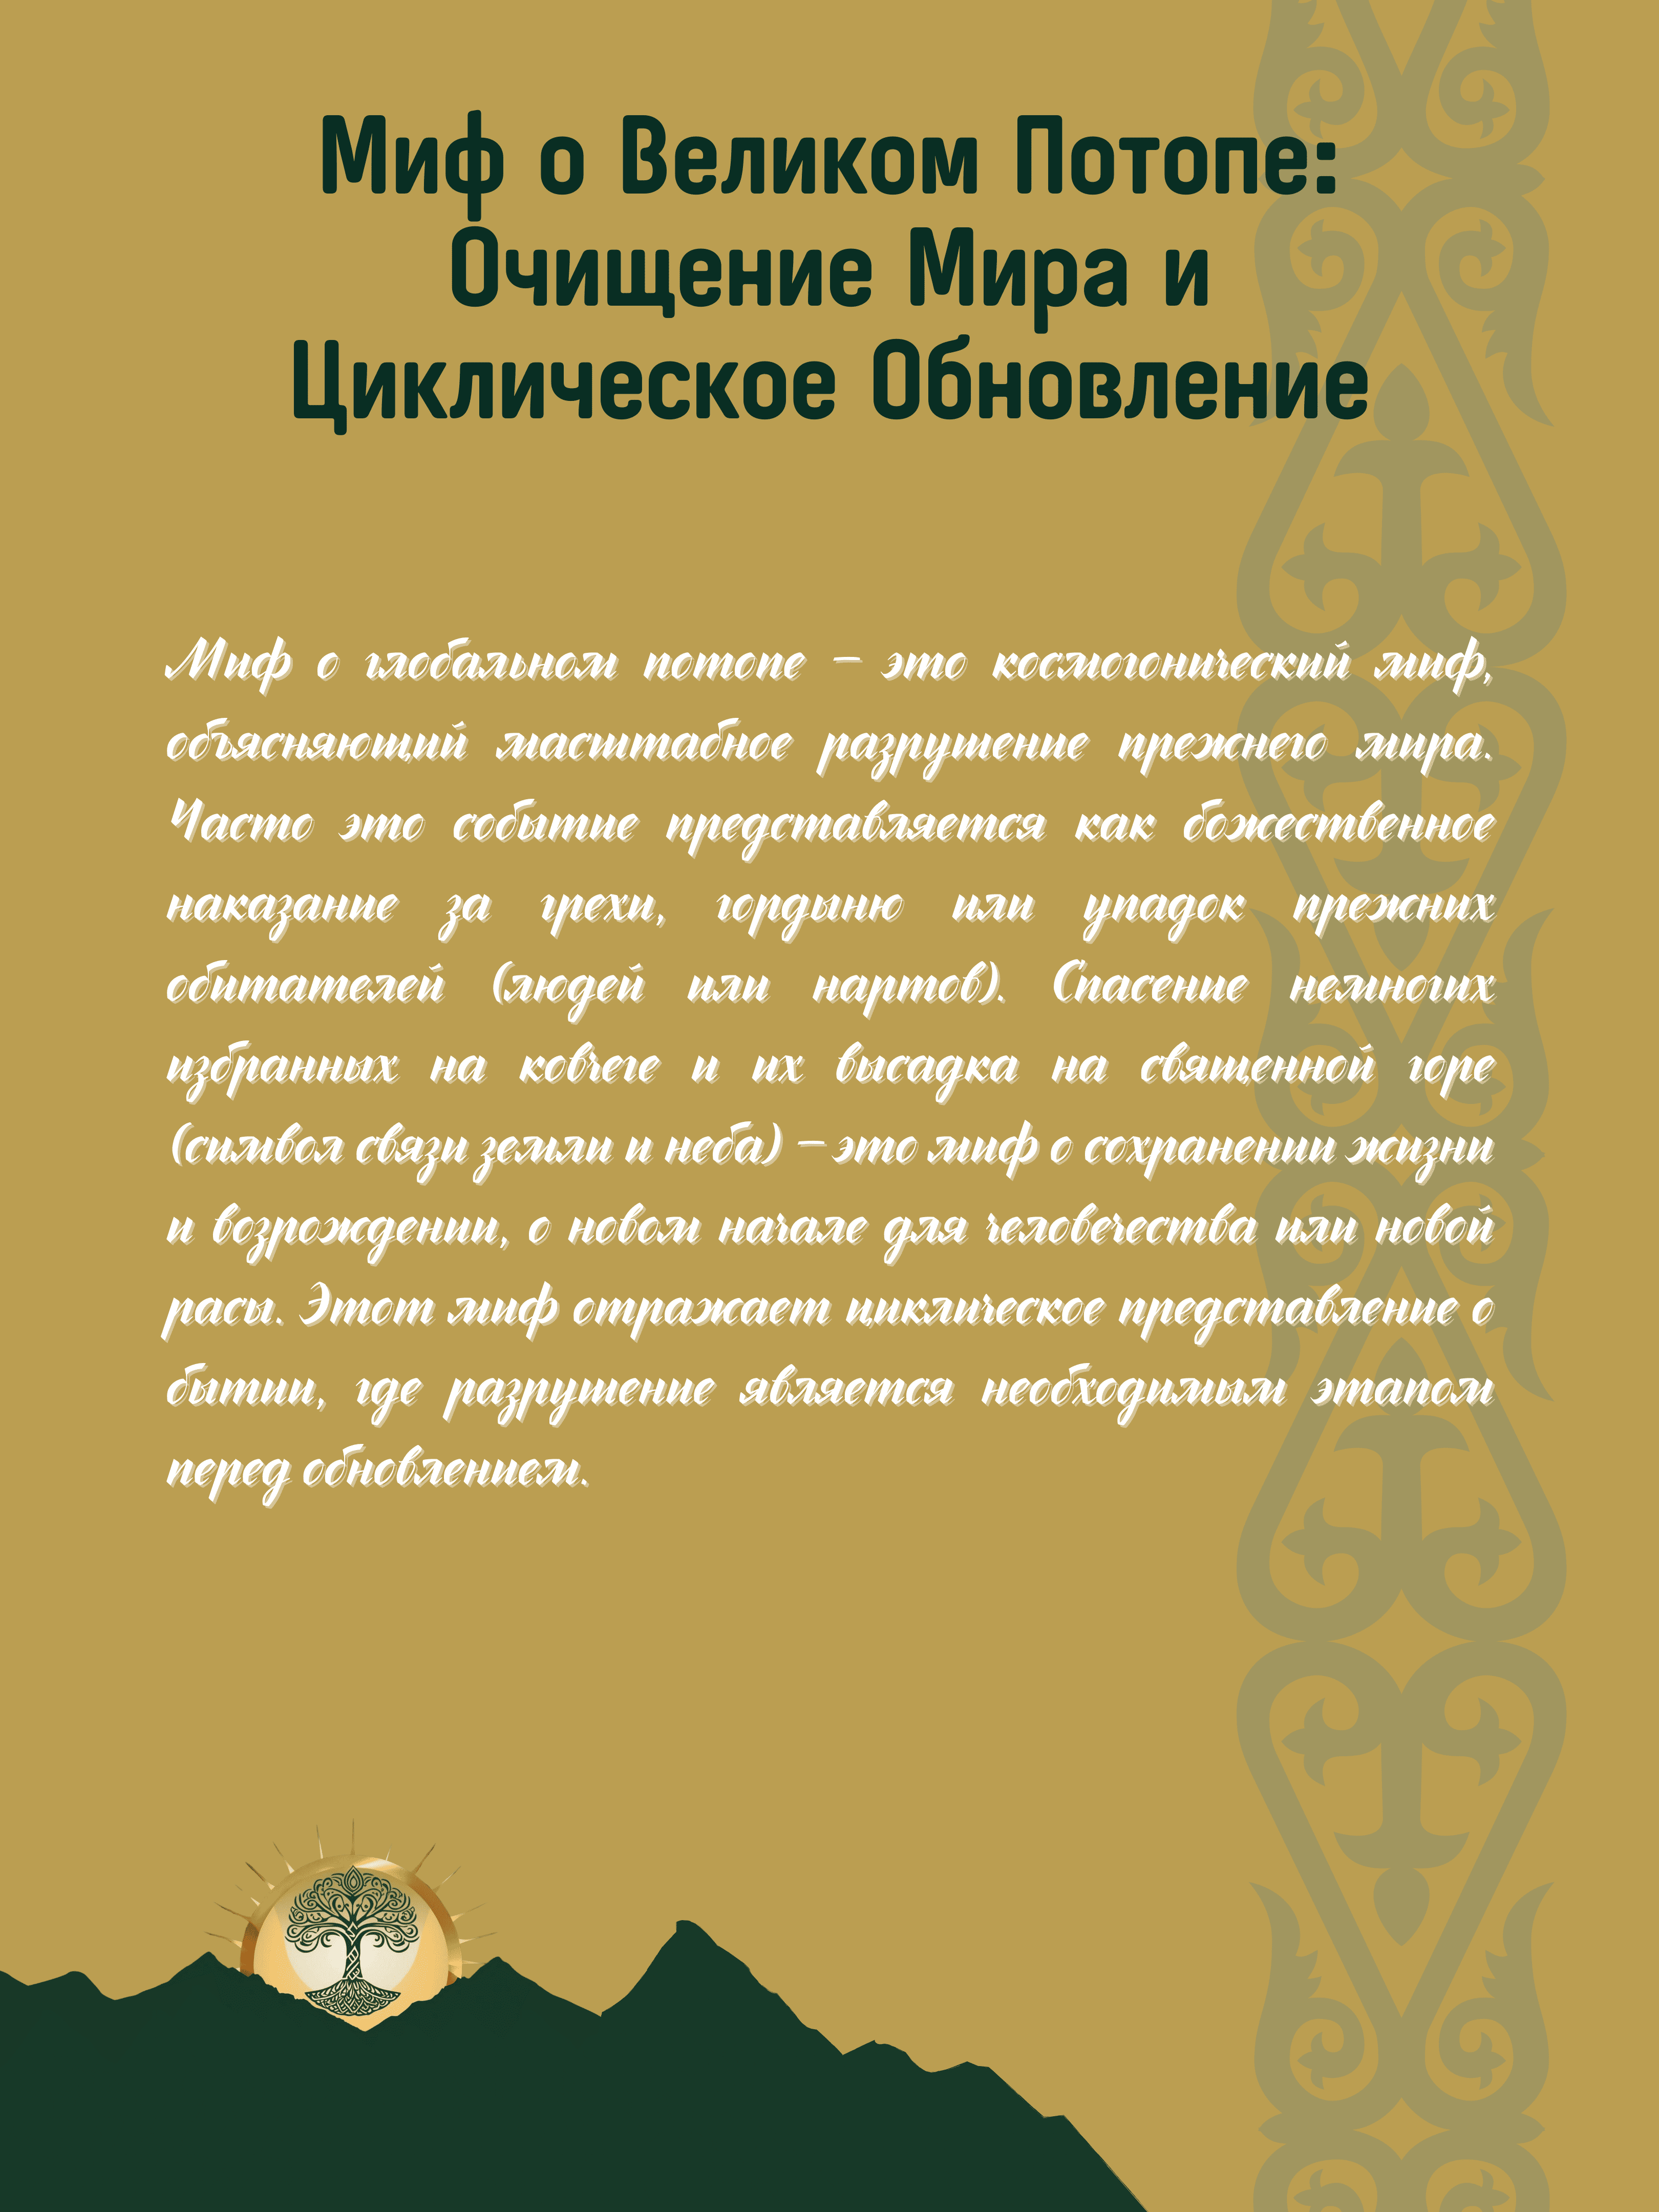 Миф о Великом Потопе:
Очищение Мира и
Циклическое Обновление
Миф о глобальном потопе – это космогонический миф,
объясняющий масштабное разрушение прежнего мира.
Часто это событие представляется как божественное
наказание за грехи, гордыню или упадок прежних
обитателей (людей или нартов). Спасение немногих
избранных на ковчеге и их высадка на священной горе
(символ связи земли и неба) – это миф о сохранении жизни
и возрождении, о новом начале для человечества или новой
расы. Этот миф отражает циклическое представление о
бытии, где разрушение является необходимым этапом
перед обновлением.